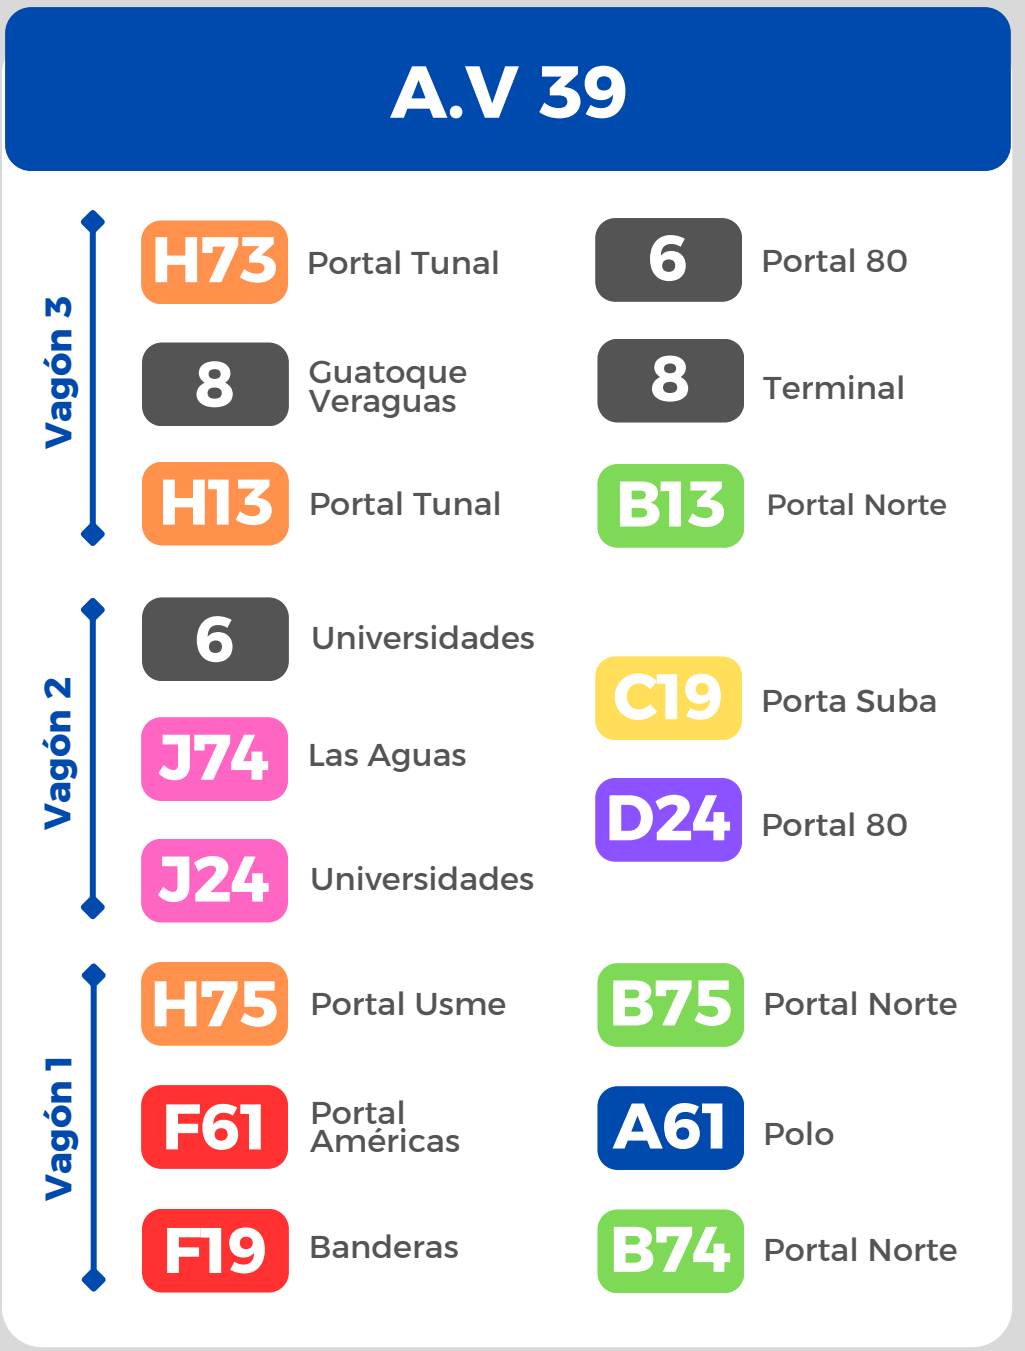 A.V 39
Vagón 3
H73 Portal Tunal
6 Portal 80
8 Guatoque
Veraguas
8 Terminal
H13 Portal Tunal
B13 Portal Norte
Vagón 2
6 Universidades
C19 Porta Suba
J74 Las Aguas
D24 Portal 80
J24 Universidades
Vagón 1
H75 Portal Usme
B75 Portal Norte
F61 Portal
Américas
A61 Polo
F19 Banderas
B74 Portal Norte